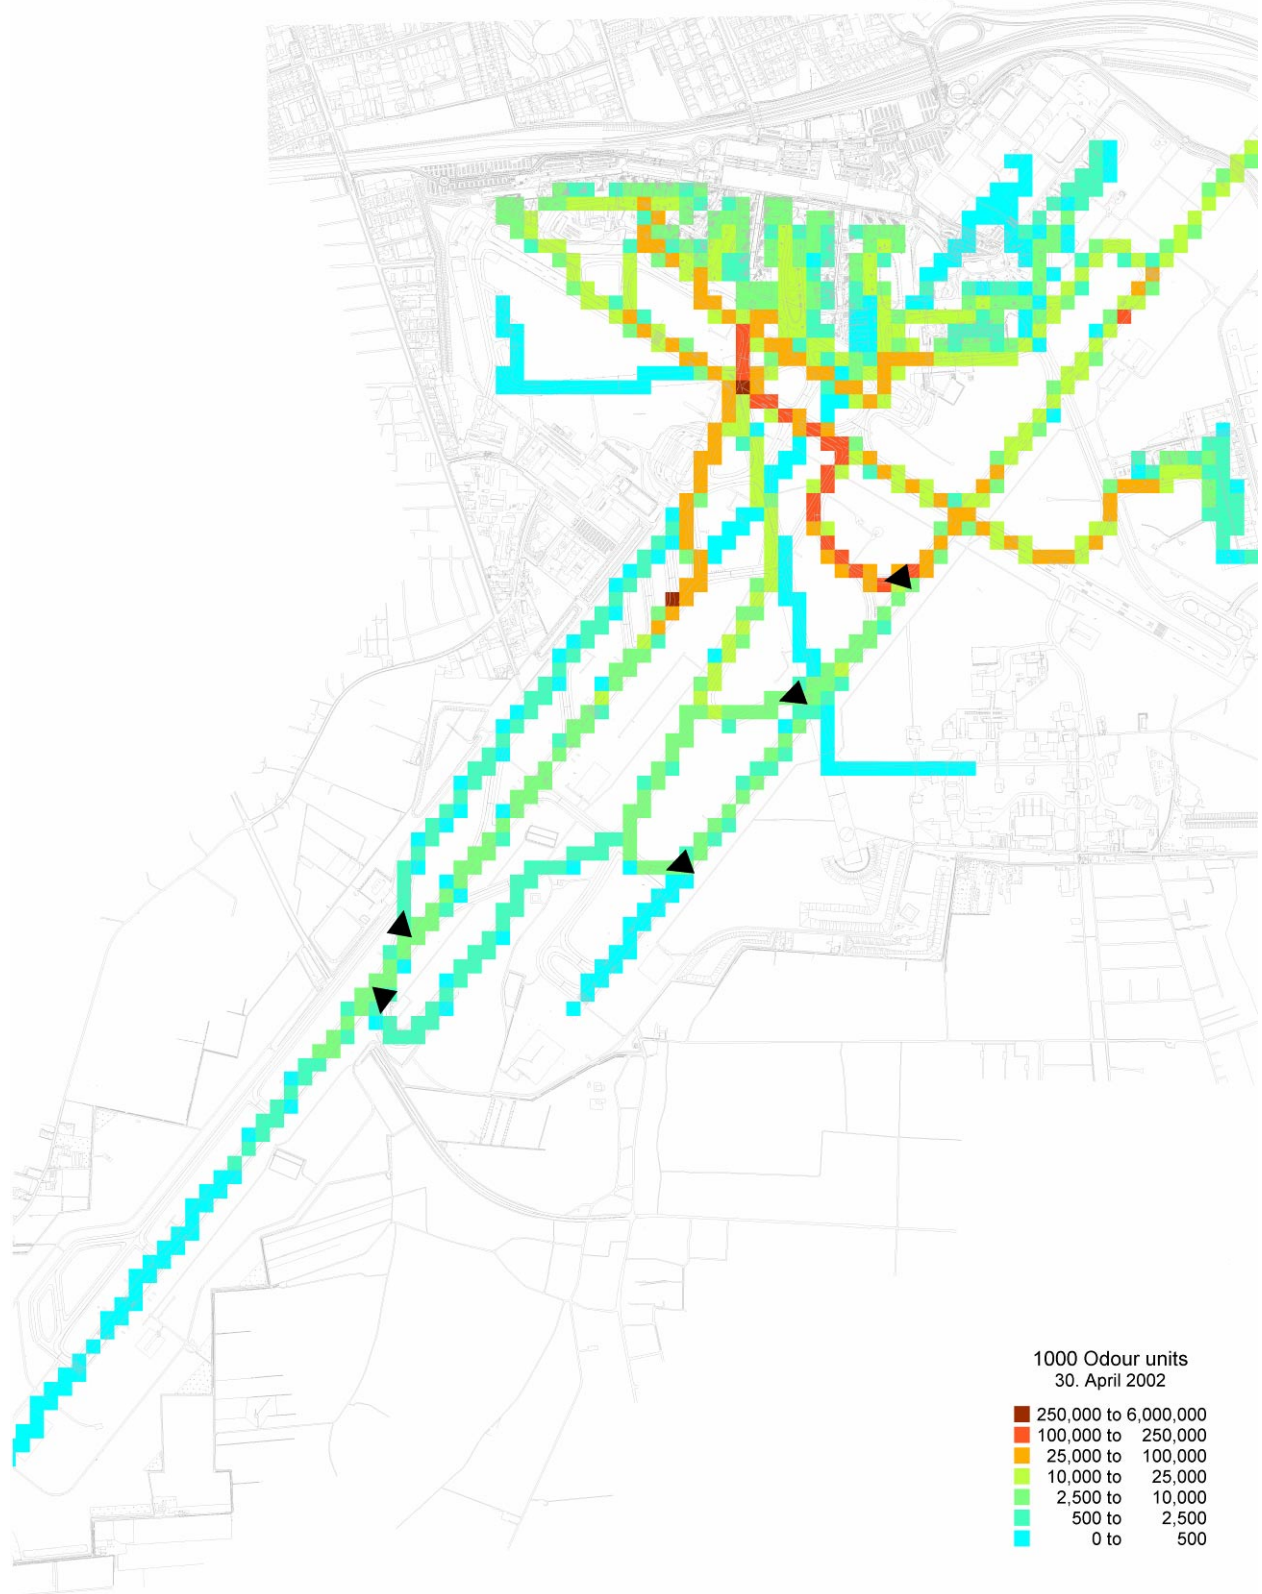 1000 Odour units
30. April 2002
250,000 to 6,000,000
100,000 to 250,000
25,000 to 100,000
10,000 to 25,000
2,500 to 10,000
500 to 2,500
0 to 500